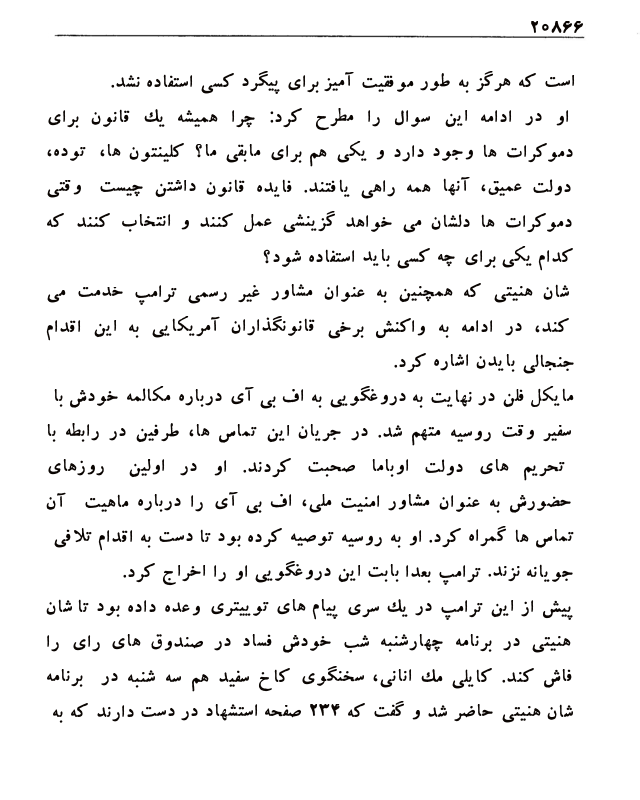 ۲۰۸۶۶
است که هرگز به طور موفقیت آمیز برای پیگرد کسی استفاده نشد.
او در ادامه این سوال را مطرح کرد: چرا همیشه یك قانون برای
دموکرات ها وجود دارد و یکی هم برای مابقی ما؟ کلینتون ها، توده،
دولت عمیق، آنها همه راهی یافتند. فایده قانون داشتن چیست وقتی
دموکرات ها دلشان می خواهد گزینشی عمل کنند و انتخاب کنند که
کدام یکی برای چه کسی باید استفاده شود؟
شان هنیتی که همچنین به عنوان مشاور غیر رسمی ترامپ خدمت می
کند، در ادامه به واکنش برخی قانونگذاران آمریکایی به این اقدام
جنجالی بایدن اشاره کرد.
مایکل فلن در نهایت به دروغگویی به اف بی آی درباره مکالمه خودش با
سفیر وقت روسیه متهم شد. در جریان این تماس ها، طرفین در رابطه با
تحریم های دولت اوباما صحبت کردند. او در اولین روزهای
حضورش به عنوان مشاور امنیت ملی، اف بی آی را درباره ماهیت آن
تماس ها گمراه کرد. او به روسیه توصیه کرده بود تا دست به اقدام تلافی
جویانه نزند. ترامپ بعدا بابت این دروغگویی او را اخراج کرد.
پیش از این ترامپ در یك سری پیام های توییتری وعده داده بود تا شان
هنیتی در برنامه چهارشنبه شب خودش فساد در صندوق های رای را
فاش کند. کایلی مك انانی، سخنگوی کاخ سفید هم سه شنبه در برنامه
شان هنیتی حاضر شد و گفت که ۲۳۴ صفحه استشهاد در دست دارند که به